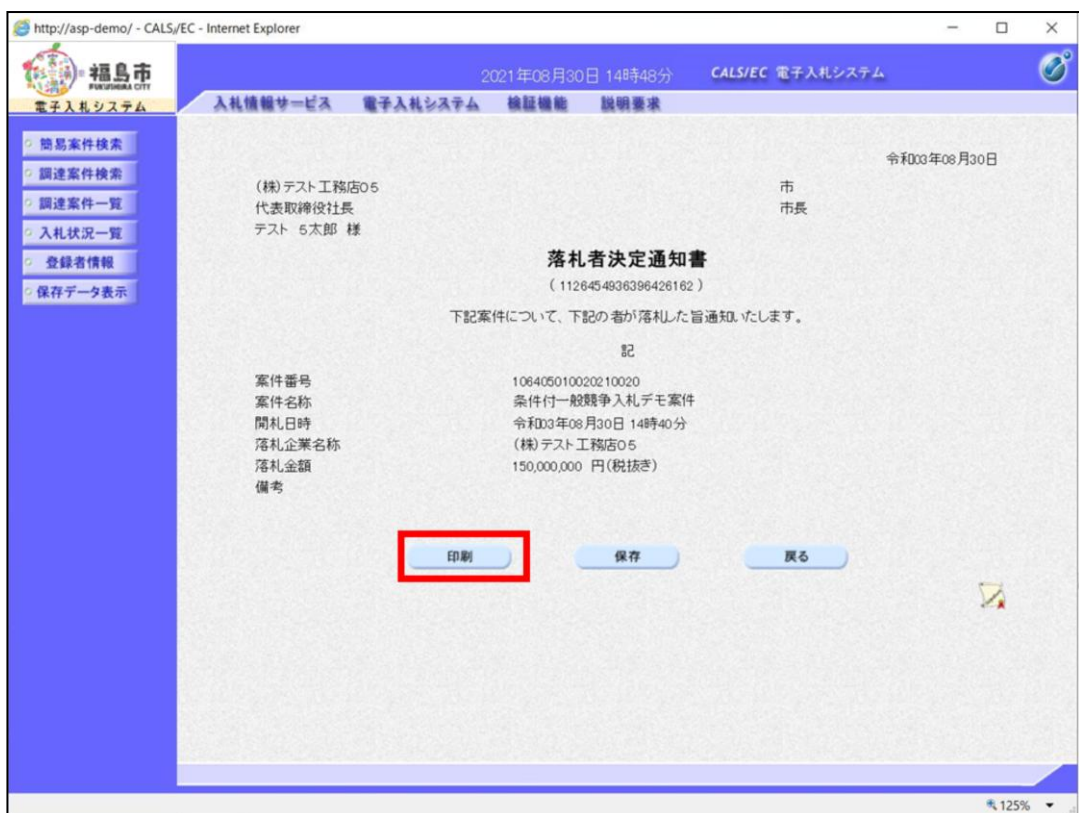 http://asp-demo/ - CALS/EC - Internet Explorer
福島市
FUKUSHIMA CITY
電子入札システム
2021年08月30日 14時48分
CALS/EC 電子入札システム
入札情報サービス 電子入札システム 検証機能 説明要求
簡易案件検索
調達案件検索
調達案件一覧
入札状況一覧
登録者情報
保存データ表示
令和03年08月30日
(株)テスト工務店05
代表取締役社長
テスト 5太郎 様
市
市長
落札者決定通知書
( 1126454936396426162 )
下記案件について、下記の者が落札した旨通知いたします。
記
案件番号 106405010020210020
案件名称 条件付一般競争入札デモ案件
開札日時 令和03年08月30日 14時40分
落札企業名称 (株)テスト工務店05
落札金額 150,000,000 円(税抜き)
備考
印刷 保存 戻る
125%